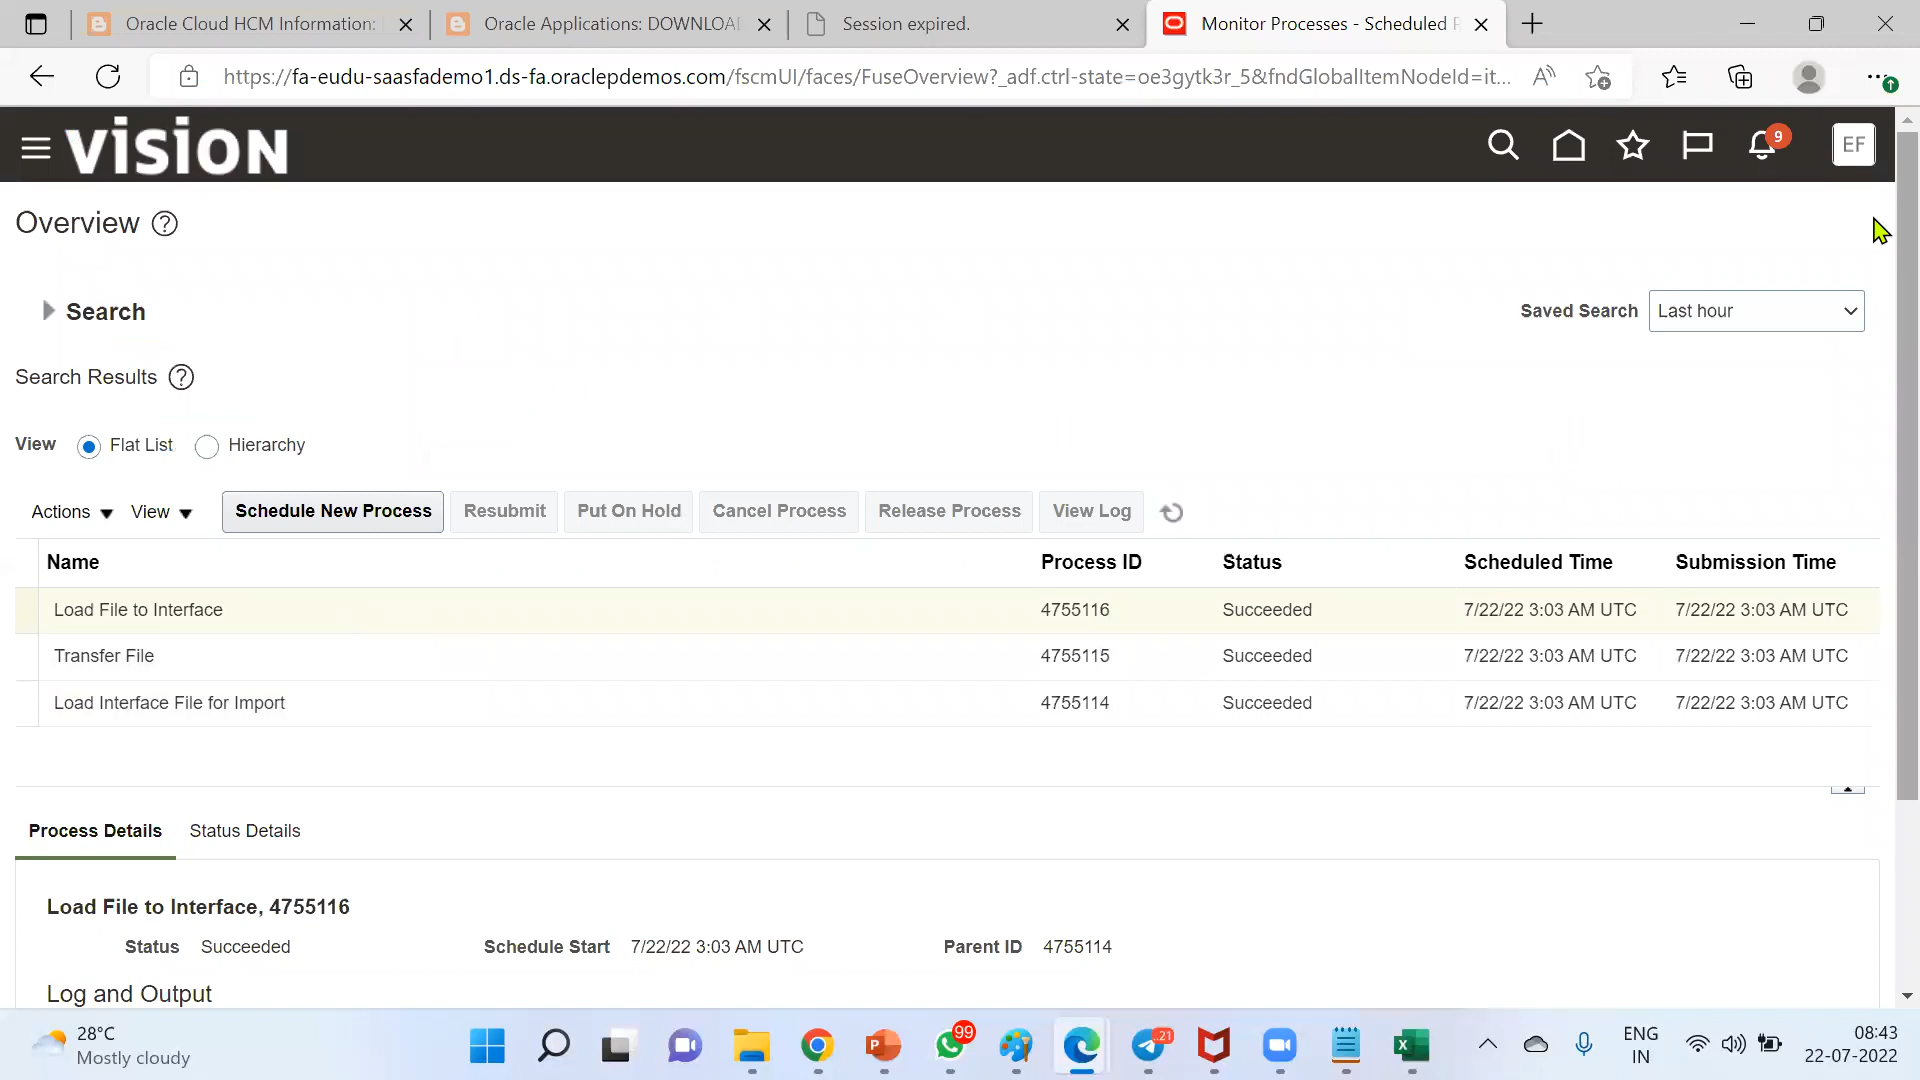 Oracle Cloud HCM Information:
Oracle Applications: DOWNLOA
Session expired.
Monitor Processes - Scheduled P
https://fa-eudu-saasfademo1.ds-fa.oraclepdemos.com/fscmUI/faces/FuseOverview?_adf.ctrl-state=oe3gytk3r_5&fndGlobalItemNodeId=it...
vision
9
EF
Overview ?
Search
Saved Search Last hour
Search Results ?
View Flat List Hierarchy
Actions View Schedule New Process Resubmit Put On Hold Cancel Process Release Process View Log
Name Process ID Status Scheduled Time Submission Time
Load File to Interface 4755116 Succeeded 7/22/22 3:03 AM UTC 7/22/22 3:03 AM UTC
Transfer File 4755115 Succeeded 7/22/22 3:03 AM UTC 7/22/22 3:03 AM UTC
Load Interface File for Import 4755114 Succeeded 7/22/22 3:03 AM UTC 7/22/22 3:03 AM UTC
Process Details Status Details
Load File to Interface, 4755116
Status Succeeded Schedule Start 7/22/22 3:03 AM UTC Parent ID 4755114
Log and Output
28°C
Mostly cloudy
99
21
ENG
IN
08:43
22-07-2022